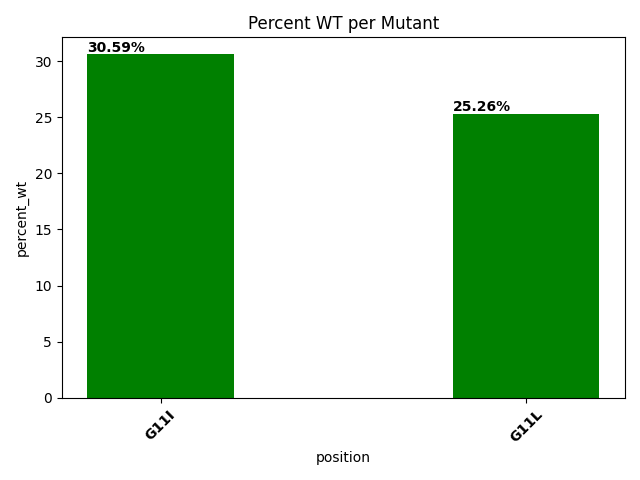 Percent WT per Mutant
30.59%
25.26%
30
25
20
15
10
5
0
percent_wt
G11I
G11L
position